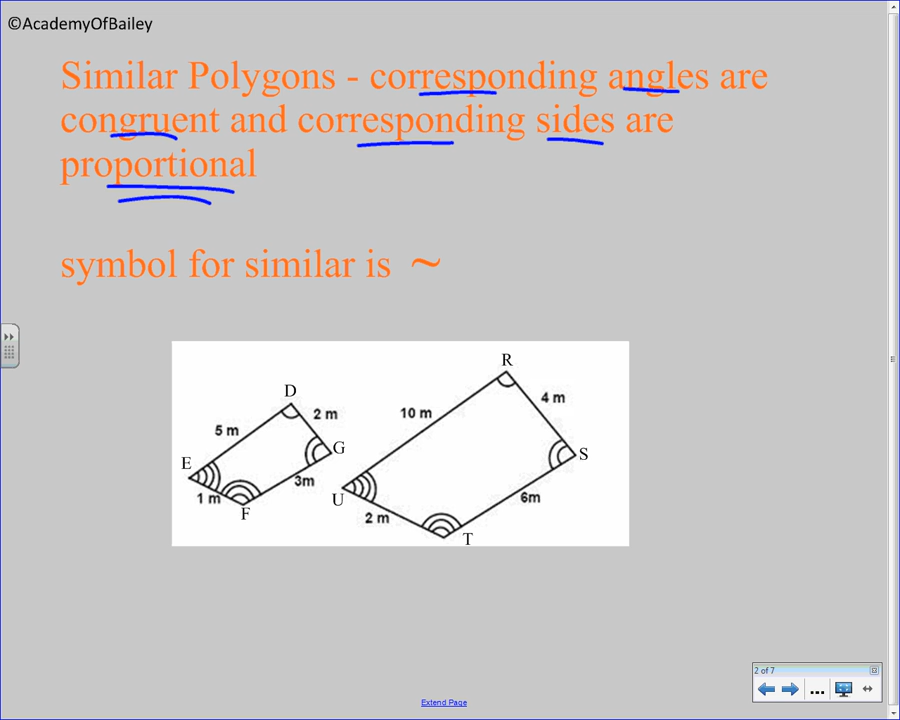 ©AcademyOfBailey
Similar Polygons - corresponding angles are
congruent and corresponding sides are
proportional
symbol for similar is ~
R
D
4 m
10 m
2 m
5 m
G
S
E
3m
U
6m
1 m
F
2 m
T
2 of 7
...
Extend Page